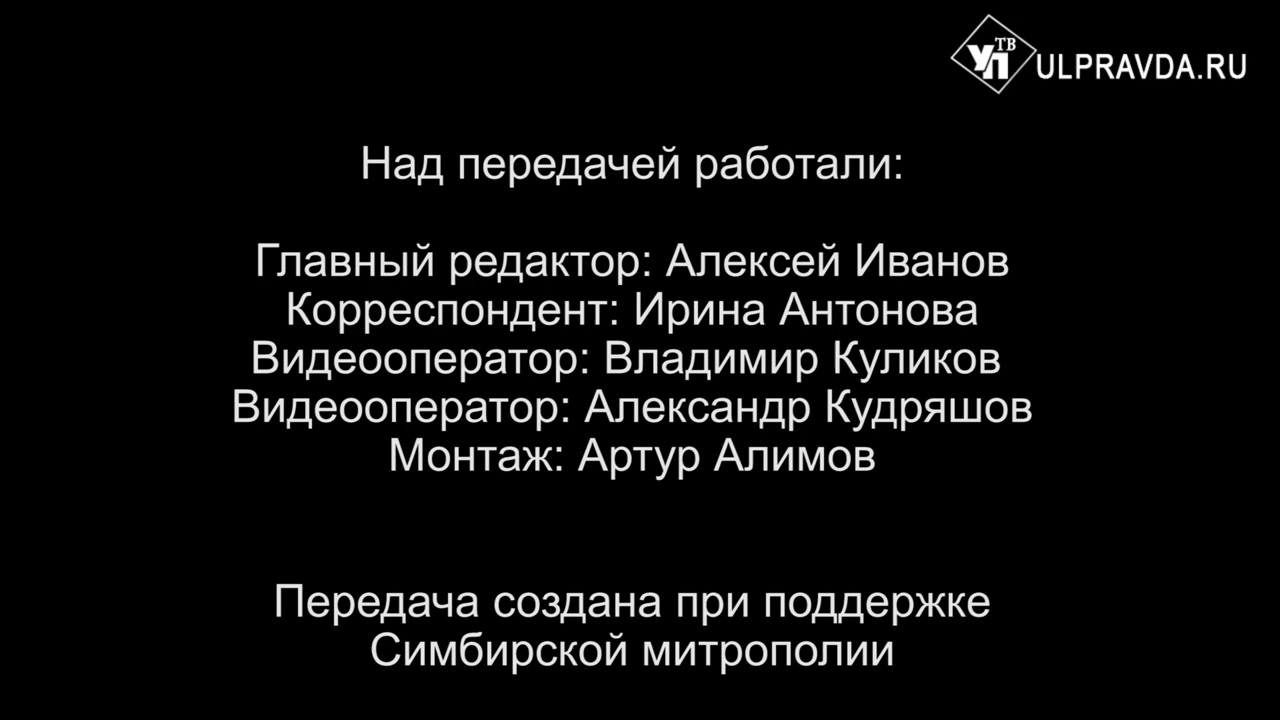 ТВ
УП
ULPRAVDA.RU
Над передачей работали:
Главный редактор: Алексей Иванов
Корреспондент: Ирина Антонова
Видеооператор: Владимир Куликов
Видеооператор: Александр Кудряшов
Монтаж: Артур Алимов
Передача создана при поддержке
Симбирской митрополии